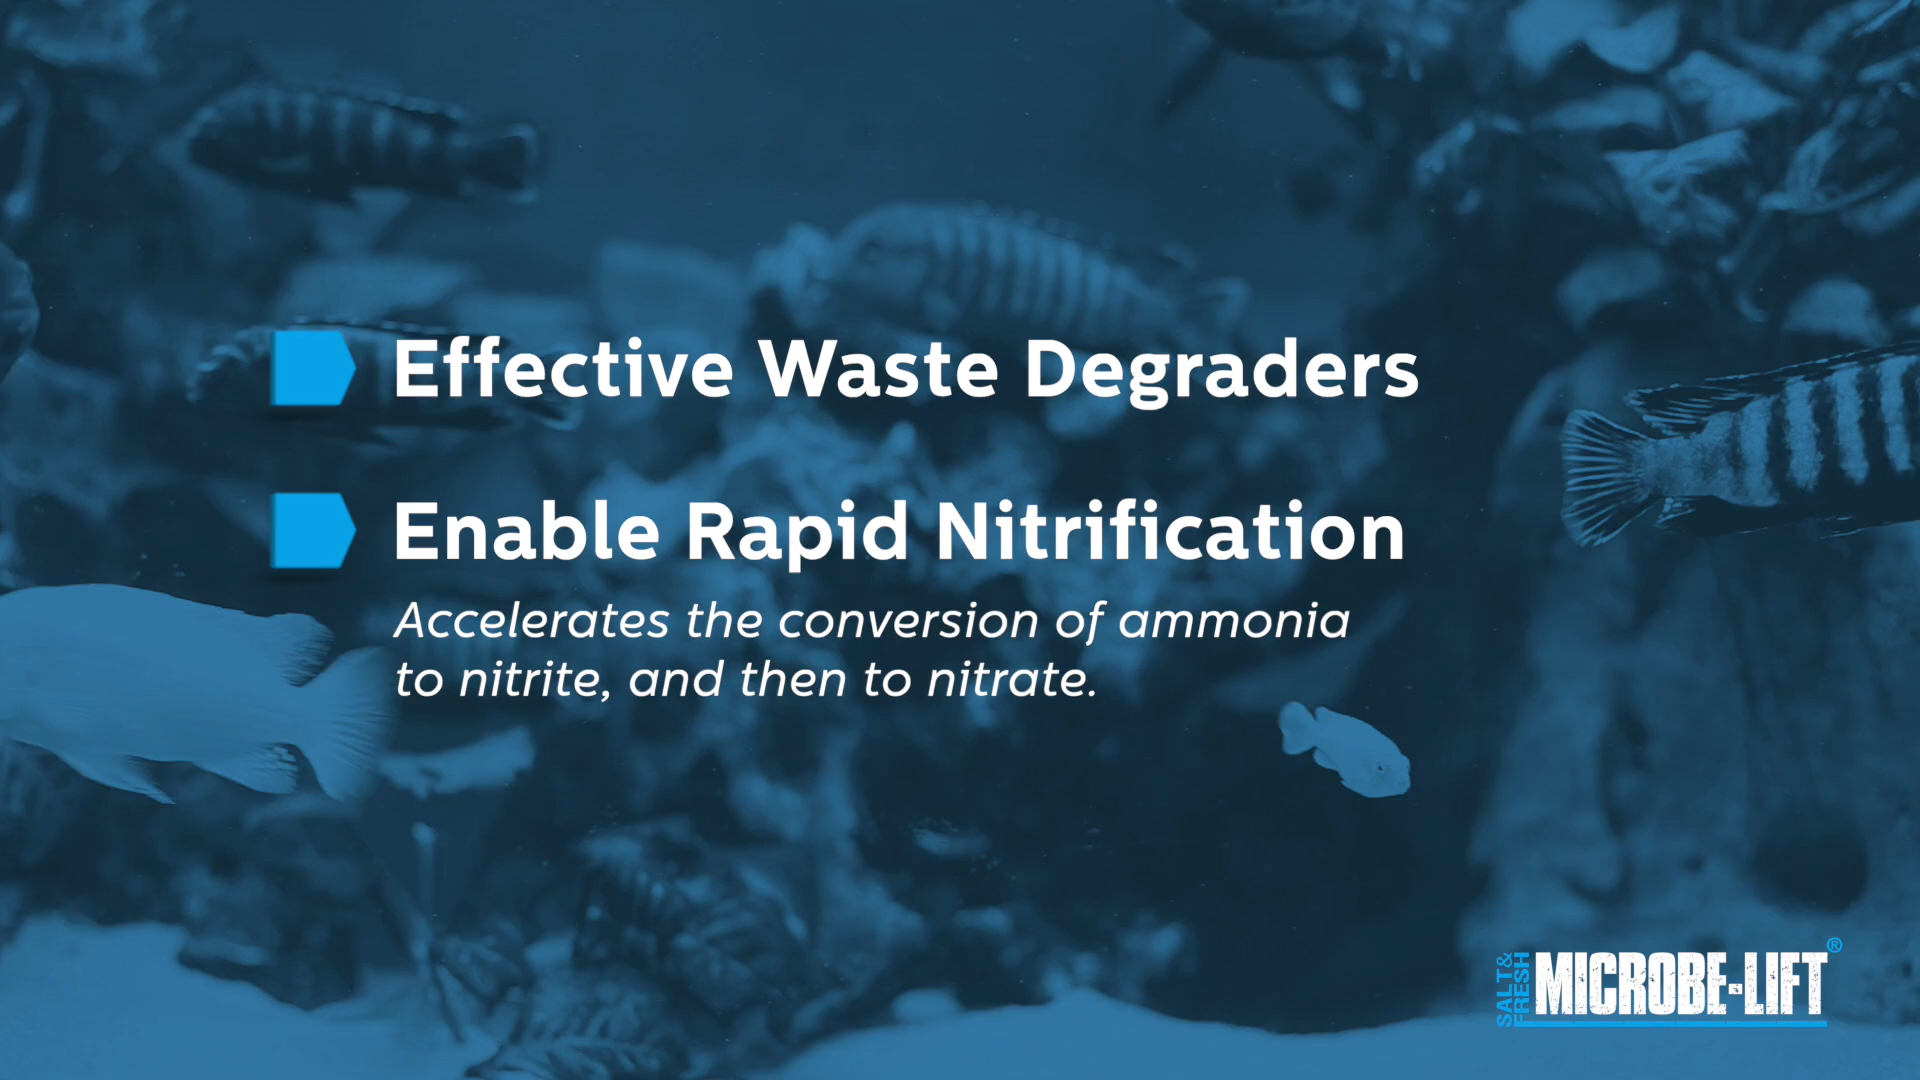 Effective Waste Degraders
Enable Rapid Nitrification
Accelerates the conversion of ammonia
to nitrite, and then to nitrate.
SALT &
FRESH
MICROBE-LIFT®